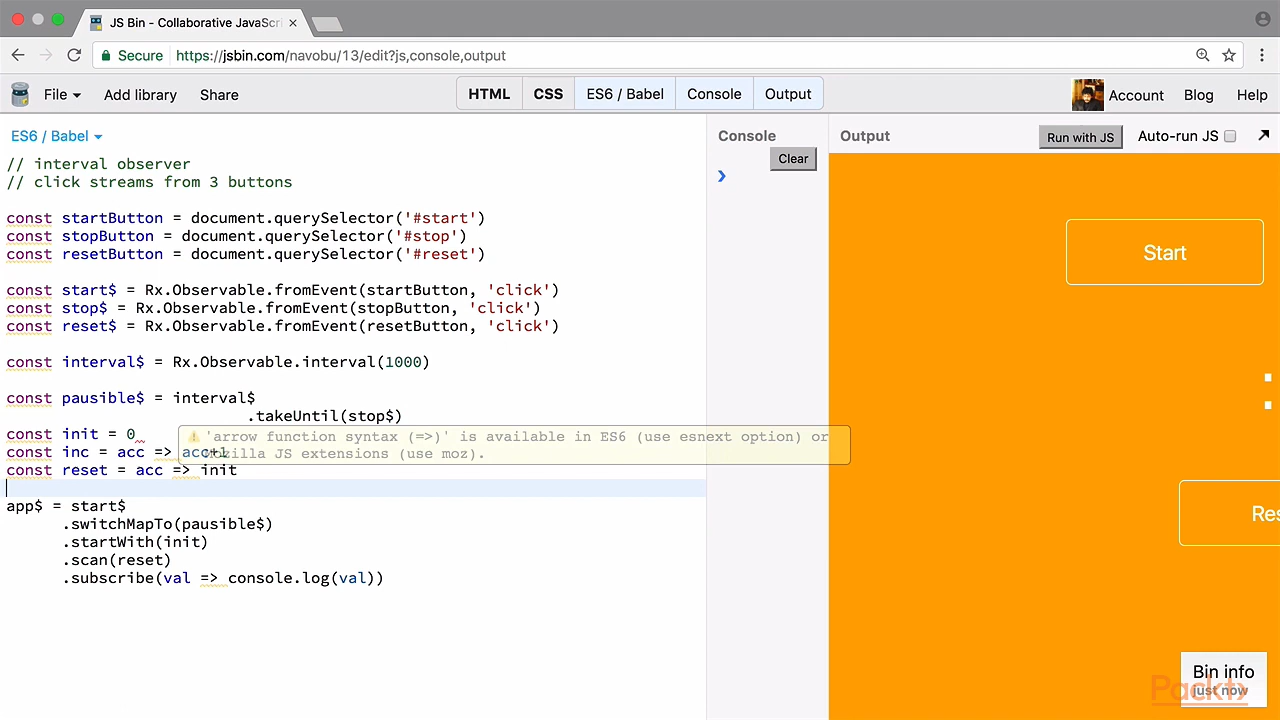 JS Bin - Collaborative JavaScri
Secure https://jsbin.com/navobu/13/edit?js,console,output
File Add library Share HTML CSS ES6 / Babel Console Output Account Blog Help
ES6 / Babel
Console
Clear
Output
Run with JS
Auto-run JS
// interval observer
// click streams from 3 buttons
const startButton = document.querySelector('#start')
const stopButton = document.querySelector('#stop')
const resetButton = document.querySelector('#reset')
const start$ = Rx.Observable.fromEvent(startButton, 'click')
const stop$ = Rx.Observable.fromEvent(stopButton, 'click')
const reset$ = Rx.Observable.fromEvent(resetButton, 'click')
const interval$ = Rx.Observable.interval(1000)
const pausible$ = interval$
.takeUntil(stop$)
const init = 0
const inc = acc => acc+1
const reset = acc => init
'arrow function syntax (=>)' is available in ES6 (use esnext option) or
Mozilla JS extensions (use moz).
app$ = start$
.switchMapTo(pausible$)
.startWith(init)
.scan(reset)
.subscribe(val => console.log(val))
Start
:
Res
Bin info
just now
Packt